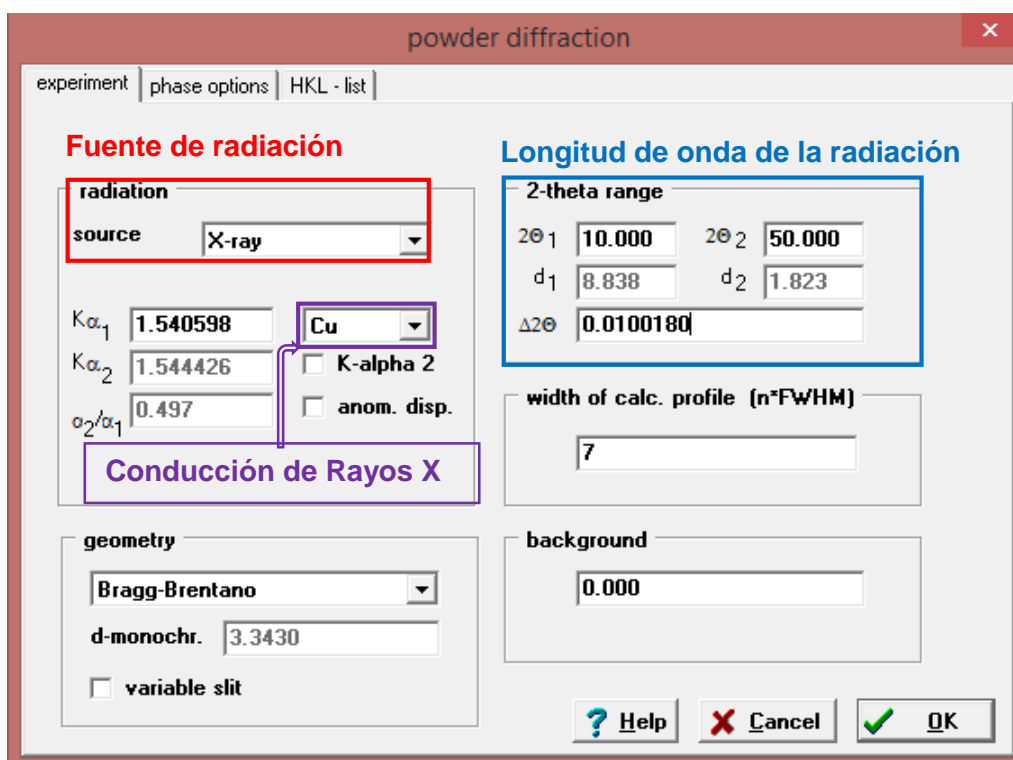 powder diffraction
experiment phase options HKL - list
Fuente de radiación
Longitud de onda de la radiación
radiation
source X-ray
Kα1 1.540598 Cu
Kα2 1.544426 K-alpha 2
α2/α1 0.497 anom. disp.
Conducción de Rayos X
2-theta range
2Θ1 10.000 2Θ2 50.000
d1 8.838 d2 1.823
Δ2Θ 0.0100180
width of calc. profile (n*FWHM)
7
geometry
Bragg-Brentano
d-monochr. 3.3430
variable slit
background
0.000
? Help Cancel OK